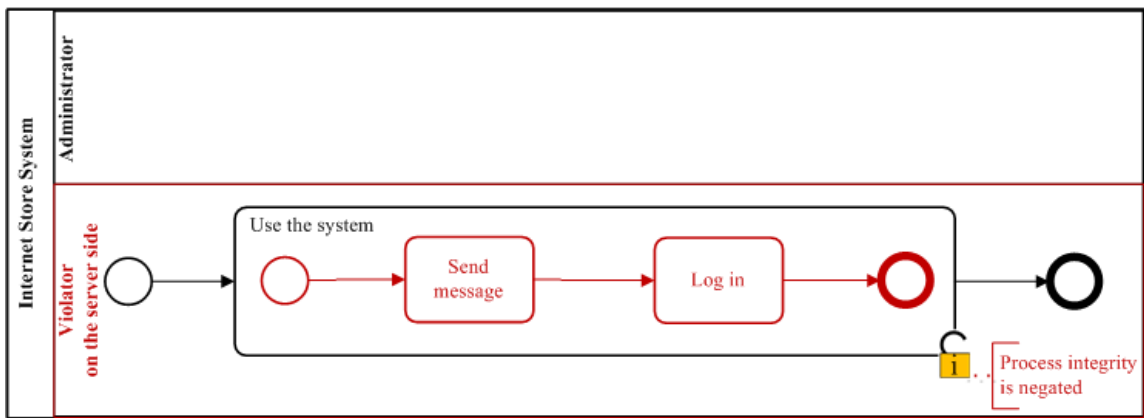 Internet Store System
Administrator
Violator
on the server side
Use the system
Send
message
Log in
i
Process integrity
is negated